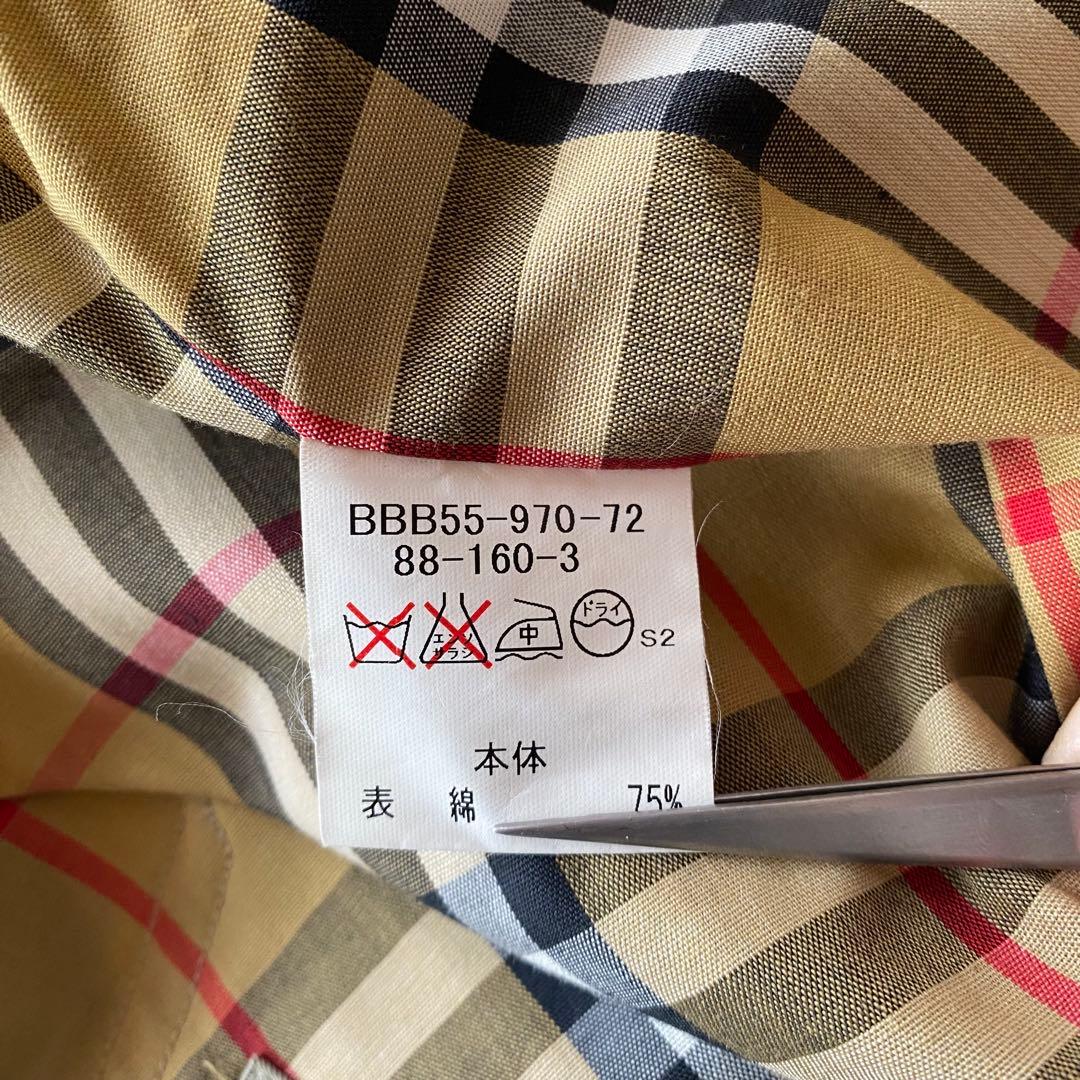 BBB55-970-72
88-160-3
エンソ
サラシ
中
ドライ
S2
本体
表 綿 75%